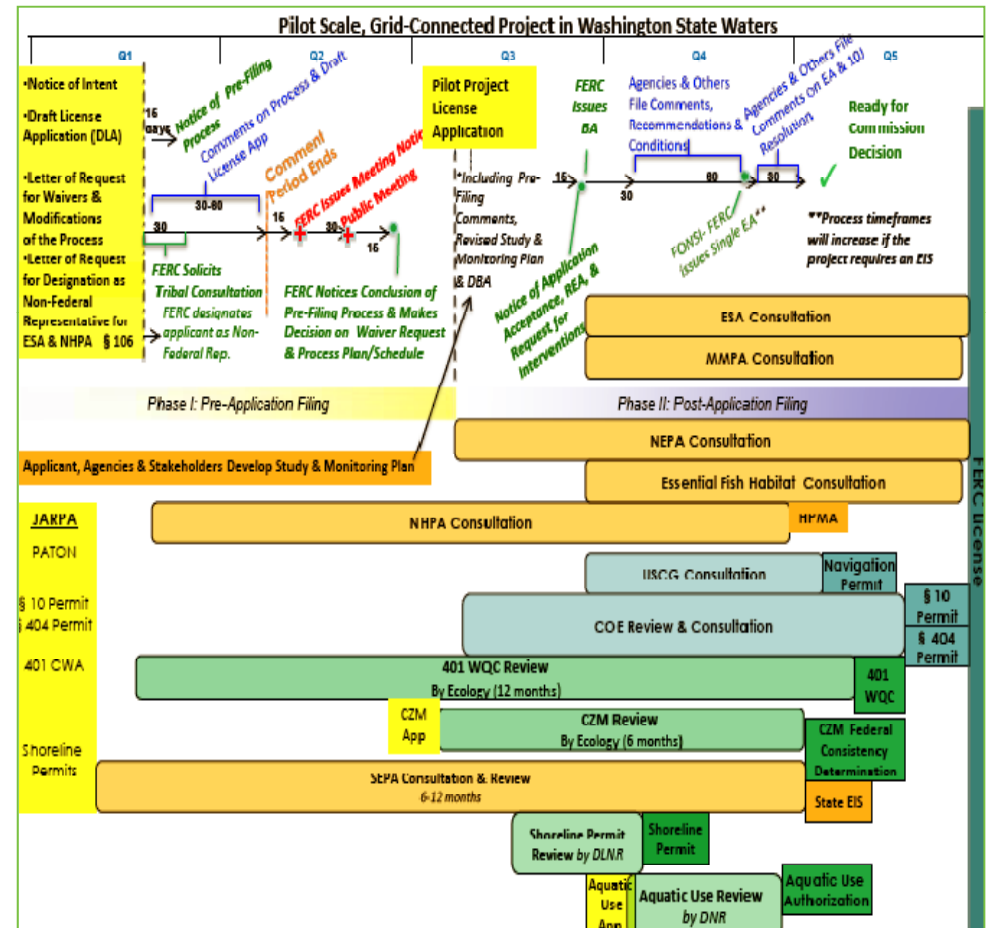 Pilot Scale, Grid-Connected Project in Washington State Waters
Q1
Q2
Q3
Q4
Q5
•Notice of Intent
•Draft License
Application (DLA)
•Letter of Request
for Waivers &
Modifications
of the Process
•Letter of Request
for Designation as
Non-Federal
Representative for
ESA & NHPA § 106
16
days
Notice of Pre-Filing
Process
Comments on Process & Draft
License App
30-60
30
FERC Solicits
Tribal Consultation
FERC designates
applicant as Non-
Federal Rep.
Comment
Period Ends
16
FERC Issues Meeting Notice
30
Public Meeting
16
FERC Notices Conclusion of
Pre-Filing Process & Makes
Decision on Waiver Request
& Process Plan/Schedule
Pilot Project
License
Application
*Including Pre-
Filing
Comments,
Revised Study &
Monitoring Plan
& DBA
15
FERC
Issues
BA
Notice of Application
Acceptance, REA, &
Request for
Interventions
30
Agencies & Others
File Comments,
Recommendations &
Conditions
60
FONSI- FERC
Issues Single EA**
Agencies & Others File
Comments on EA & 10J
Resolution
30
✓
Ready for
Commission
Decision
**Process timeframes
will increase if the
project requires an EIS
ESA Consultation
MMPA Consultation
Phase I: Pre-Application Filing
Phase II: Post-Application Filing
NEPA Consultation
Applicant, Agencies & Stakeholders Develop Study & Monitoring Plan
Essential Fish Habitat Consultation
FERC License
JARPA
PATON
§ 10 Permit
§ 404 Permit
401 CWA
Shoreline
Permits
NHPA Consultation
HPMA
USCG Consultation
Navigation
Permit
COE Review & Consultation
§ 10
Permit
§ 404
Permit
401 WQC Review
By Ecology (12 months)
401
WQC
CZM
App
CZM Review
By Ecology (6 months)
CZM Federal
Consistency
Determination
SEPA Consultation & Review
6-12 months
State EIS
Shoreline Permit
Review by DLNR
Shoreline
Permit
Aquatic
Use
App
Aquatic Use Review
by DNR
Aquatic Use
Authorization